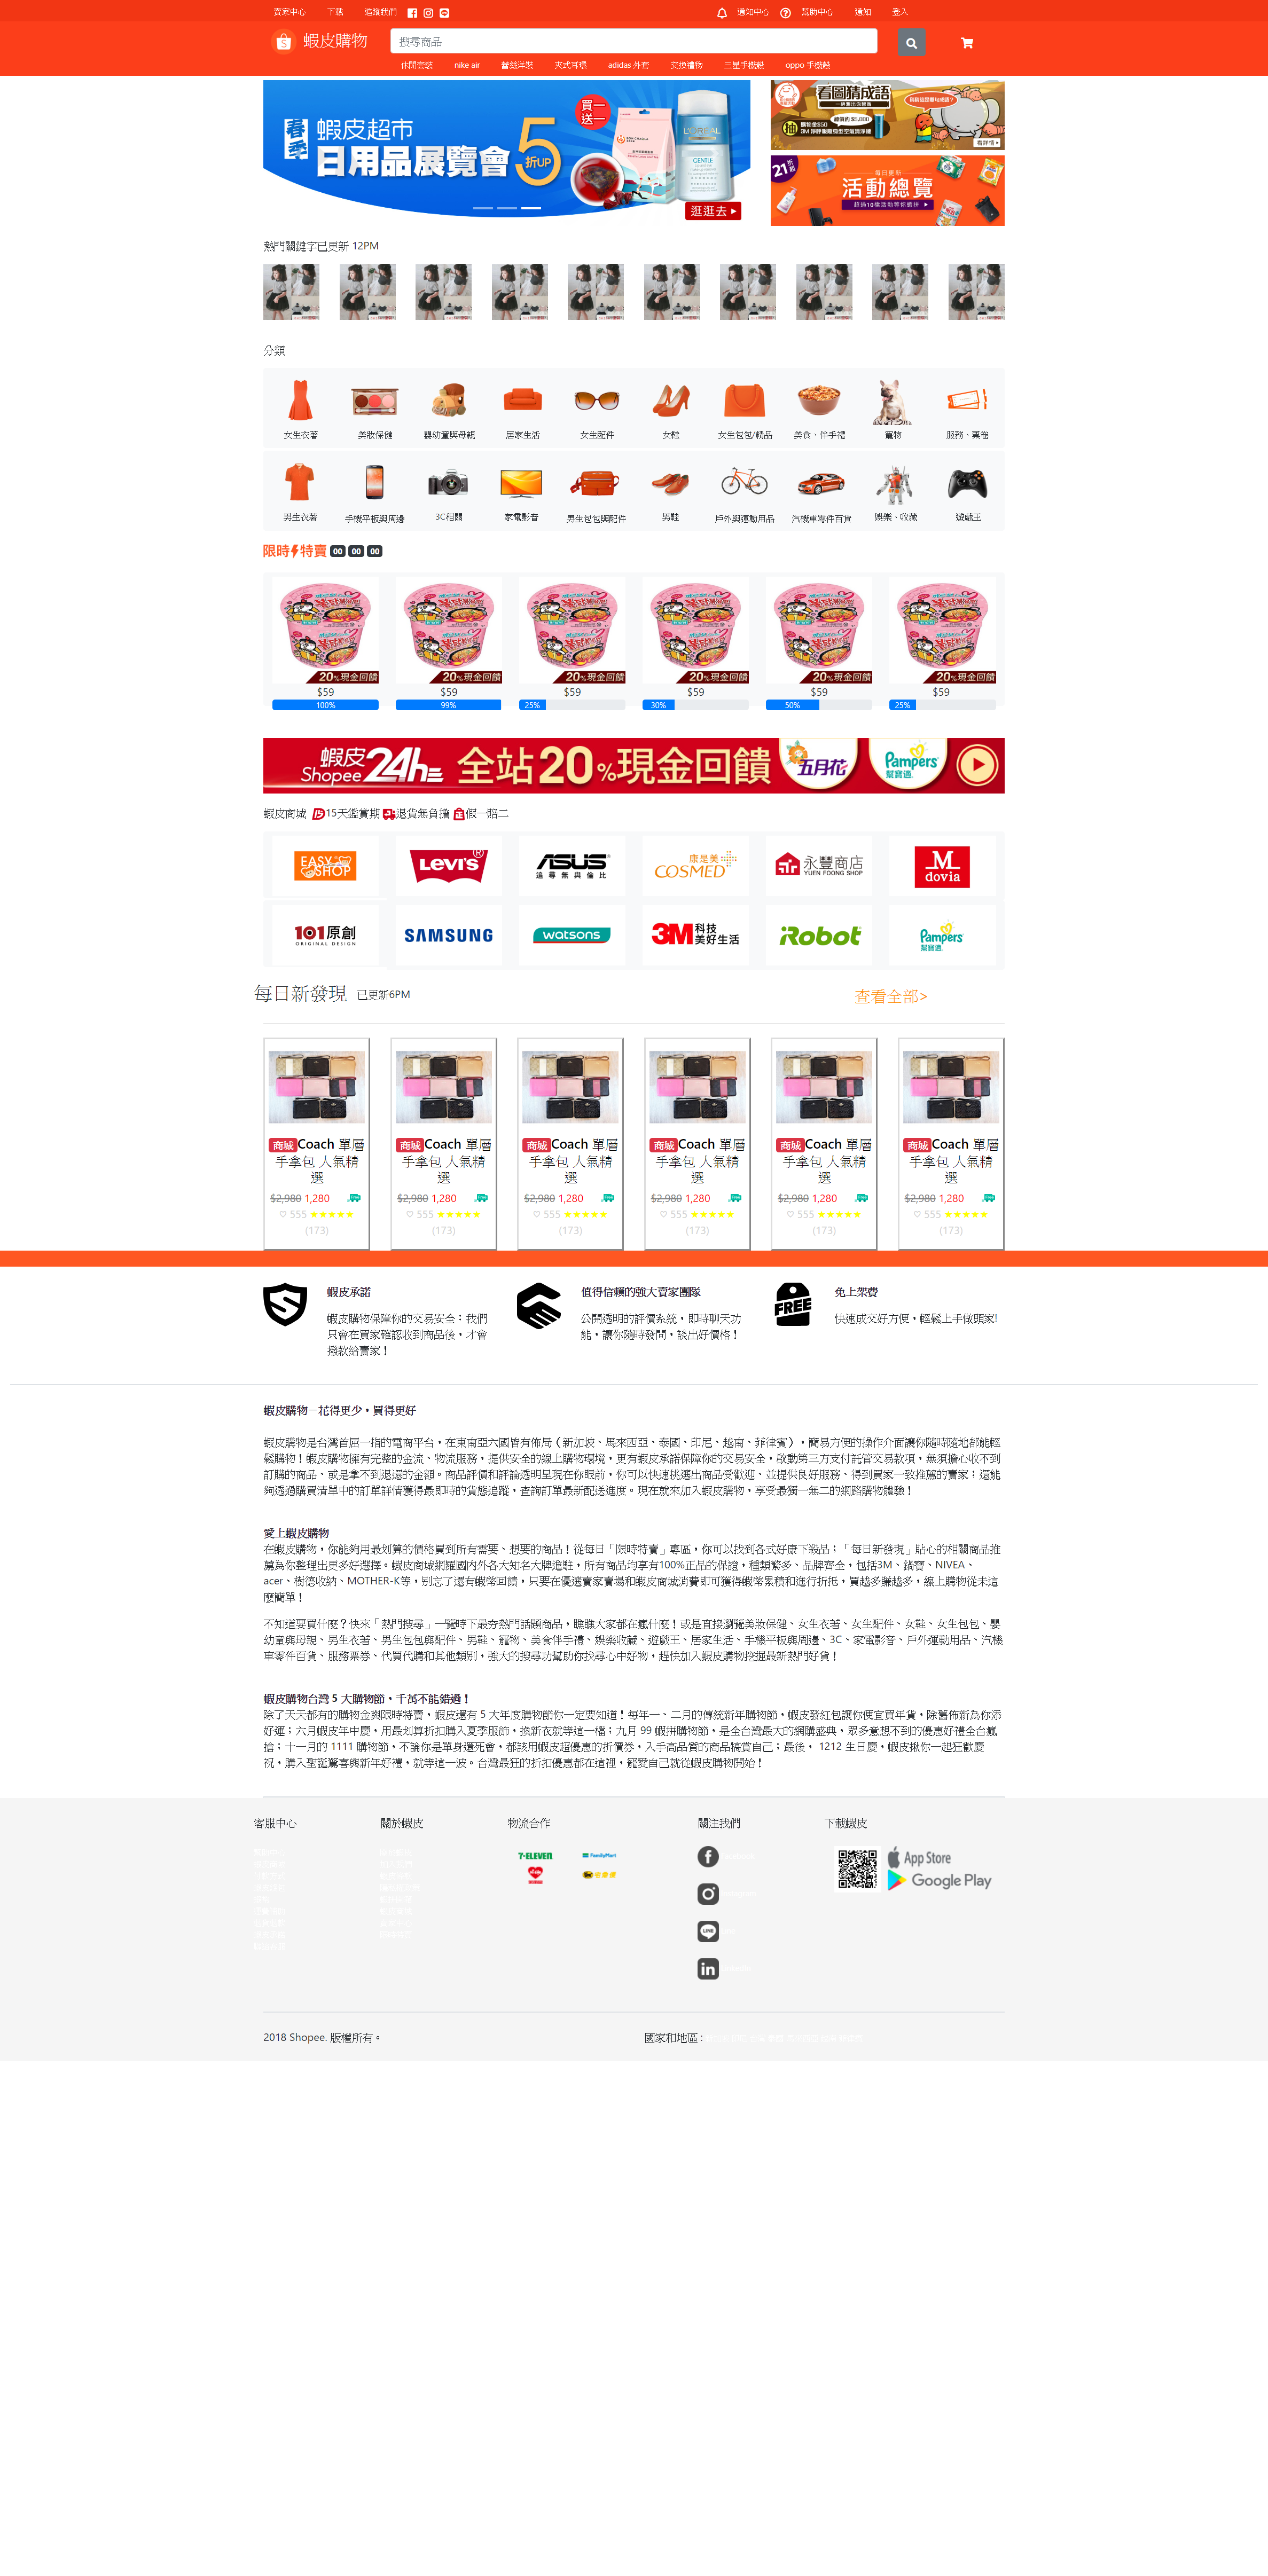 賣家中心 下載 追蹤我們 通知中心 幫助中心 通知 登入
蝦皮購物 搜尋商品
休閒套裝 nike air 蕾絲洋裝 夾式耳環 adidas 外套 交換禮物 三星手機殼 oppo 手機殼
看季 蝦皮超市 買一送一
日用品展覽會 5折UP
逛逛去
看圖猜成語
看詳情
21折起 每日更新
活動總覽
熱門關鍵字已更新 12PM
分類
女生衣著 美妝保健 嬰幼童與母親 居家生活 女生配件 女鞋 女生包包/精品 美食、伴手禮 寵物 服務、票卷
男生衣著 手機平板與周邊 3C相關 家電影音 男生包包與配件 男鞋 戶外與運動用品 汽機車零件百貨 娛樂、收藏 遊戲王
限時特賣 00 00 00
20%現金回饋 20%現金回饋 20%現金回饋 20%現金回饋 20%現金回饋 20%現金回饋
$59 $59 $59 $59 $59 $59
100% 99% 25% 30% 50% 25%
蝦皮 Shopee 24h 全站20%現金回饋 五月花 Pampers 幫寶適
蝦皮商城 15天鑑賞期 退貨無負擔 假一賠二
EASY SHOP LEVI'S ASUS 追尋無與倫比 康是美 COSMED 永豐商店 YUEN FOONG SHOP M dovia
101原創 ORIGINAL DESIGN SAMSUNG watsons 3M 科技 美好生活 iRobot Pampers 幫寶適
每日新發現 已更新6PM 查看全部>
商城Coach 單層 商城Coach 單層 商城Coach 單層 商城Coach 單層 商城Coach 單層 商城Coach 單層
手拿包 人氣精 手拿包 人氣精 手拿包 人氣精 手拿包 人氣精 手拿包 人氣精 手拿包 人氣精
選 選 選 選 選 選
$2,980 1,280 $2,980 1,280 $2,980 1,280 $2,980 1,280 $2,980 1,280 $2,980 1,280
♡ 555 ★★★★★ ♡ 555 ★★★★★ ♡ 555 ★★★★★ ♡ 555 ★★★★★ ♡ 555 ★★★★★ ♡ 555 ★★★★★
(173) (173) (173) (173) (173) (173)
蝦皮承諾
蝦皮購物保障你的交易安全：我們
只會在買家確認收到商品後，才會
撥款給賣家！
值得信賴的強大賣家團隊
公開透明的評價系統，即時聊天功
能，讓你隨時發問，談出好價格！
FREE
免上架費
快速成交好方便，輕鬆上手做頭家!
蝦皮購物－花得更少，買得更好
蝦皮購物是台灣首屈一指的電商平台，在東南亞六國皆有佈局（新加坡、馬來西亞、泰國、印尼、越南、菲律賓），簡易方便的操作介面讓你隨時隨地都能輕
鬆購物！蝦皮購物擁有完整的金流、物流服務，提供安全的線上購物環境，更有蝦皮承諾保障你的交易安全，啟動第三方支付託管交易款項，無須擔心收不到
訂購的商品、或是拿不到退還的金額。商品評價和評論透明呈現在你眼前，你可以快速挑選出商品受歡迎、並提供良好服務、得到買家一致推薦的賣家；還能
夠透過購買清單中的訂單詳情獲得最即時的貨態追蹤，查詢訂單最新配送進度。現在就來加入蝦皮購物，享受最獨一無二的網路購物體驗！
愛上蝦皮購物
在蝦皮購物，你能夠用最划算的價格買到所有需要、想要的商品！從每日「限時特賣」專區，你可以找到各式好康下殺品；「每日新發現」貼心的相關商品推
薦為你整理出更多好選擇。蝦皮商城網羅國內外各大知名大牌進駐，所有商品均享有100%正品的保證，種類繁多、品牌齊全，包括3M、鍋寶、NIVEA、
acer、樹德收納、MOTHER-K等，別忘了還有蝦幣回饋，只要在優選賣家賣場和蝦皮商城消費即可獲得蝦幣累積和進行折抵，買越多賺越多，線上購物從未這
麼簡單！
不知道要買什麼？快來「熱門搜尋」一覽時下最夯熱門話題商品，瞧瞧大家都在瘋什麼！或是直接瀏覽美妝保健、女生衣著、女生配件、女鞋、女生包包、嬰
幼童與母親、男生衣著、男生包包與配件、男鞋、寵物、美食伴手禮、娛樂收藏、遊戲王、居家生活、手機平板與周邊、3C、家電影音、戶外運動用品、汽機
車零件百貨、服務票券、代買代購和其他類別，強大的搜尋功幫助你找尋心中好物，趕快加入蝦皮購物挖掘最新熱門好貨！
蝦皮購物台灣 5 大購物節，千萬不能錯過！
除了天天都有的購物金與限時特賣，蝦皮還有 5 大年度購物節你一定要知道！每年一、二月的傳統新年購物節，蝦皮發紅包讓你便宜買年貨，除舊佈新為你添
好運；六月蝦皮年中慶，用最划算折扣購入夏季服飾，換新衣就等這一檔；九月 99 蝦拼購物節，是全台灣最大的網購盛典，眾多意想不到的優惠好禮全台瘋
搶；十一月的 1111 購物節，不論你是單身還死會，都該用蝦皮超優惠的折價券，入手高品質的商品犒賞自己；最後， 1212 生日慶，蝦皮揪你一起狂歡慶
祝，購入聖誕驚喜與新年好禮，就等這一波。台灣最狂的折扣優惠都在這裡，寵愛自己就從蝦皮購物開始！
客服中心 關於蝦皮 物流合作 關注我們 下載蝦皮
7-ELEVEN FamilyMart 宅急便
LINE
App Store
Google Play
2018 Shopee. 版權所有。 國家和地區：